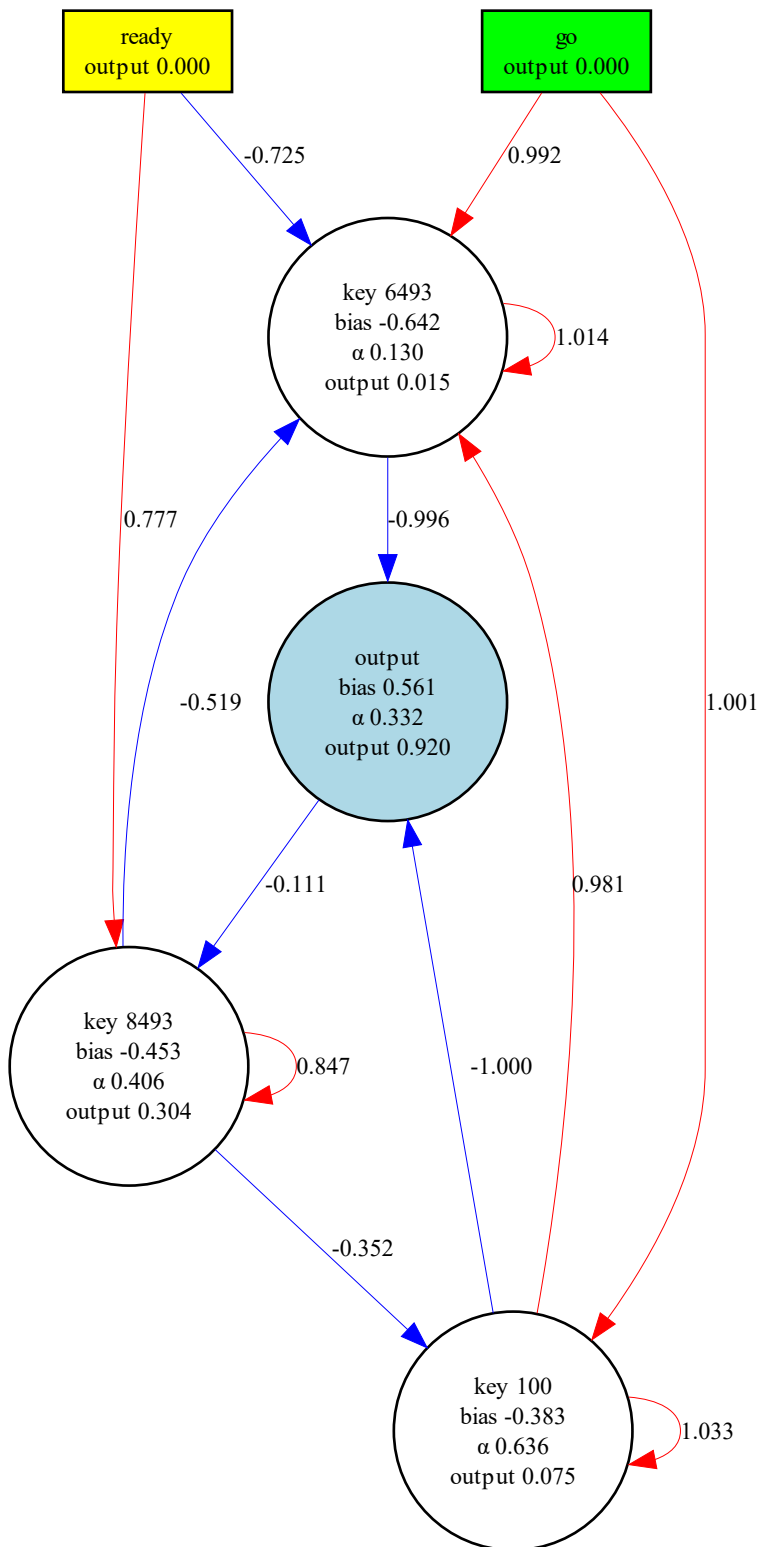 ready
output 0.000
go
output 0.000
-0.725
0.992
key 6493
bias -0.642
α 0.130
output 0.015
1.014
0.777
-0.996
-0.519
output
bias 0.561
α 0.332
output 0.920
1.001
-0.111
0.981
key 8493
bias -0.453
α 0.406
output 0.304
0.847
-1.000
-0.352
key 100
bias -0.383
α 0.636
output 0.075
1.033